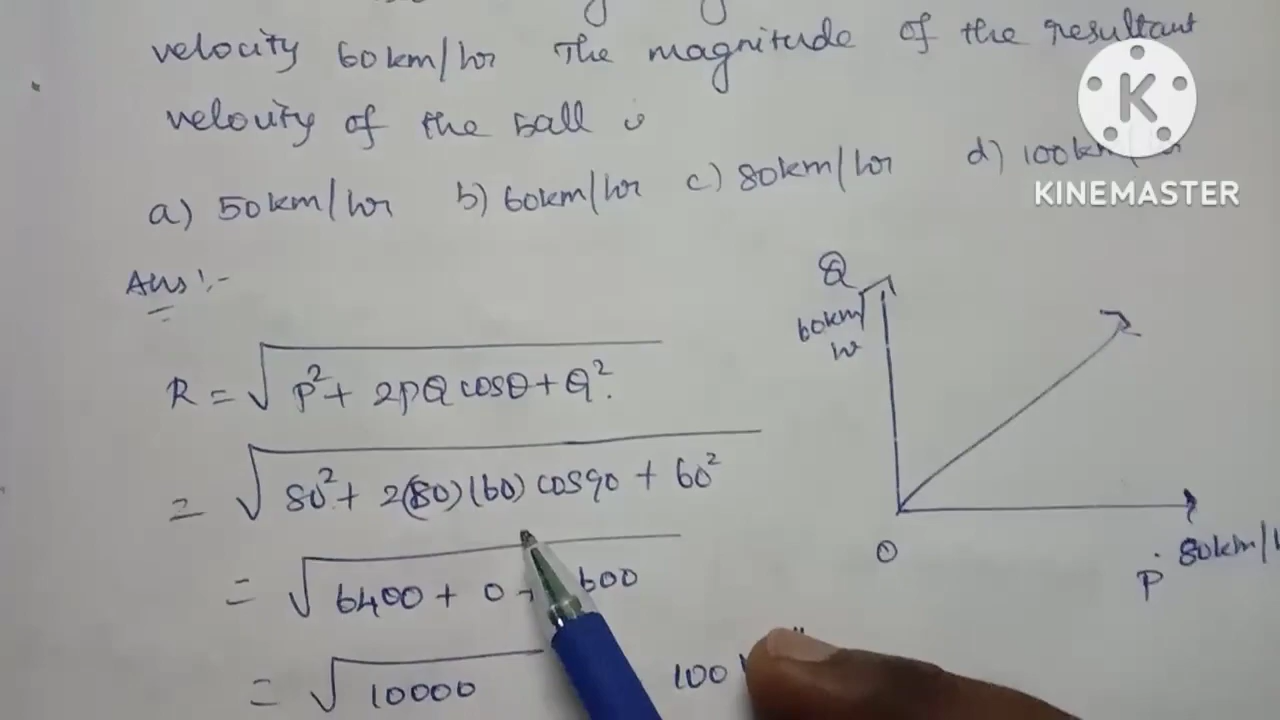 velocity 60km/hr The magnitude of the resultant
velocity of the ball is
a) 50km/hr b) 60km/hr c) 80km/hr d) 100km/hr
KINEMASTER
Ans :-
Q
60km/
hr
R = √P² + 2PQ cosθ + Q².
= √80² + 2(80)(60) cos90 + 60²
O
P
80km/
= √6400 + 0 + 600
= √10000
100